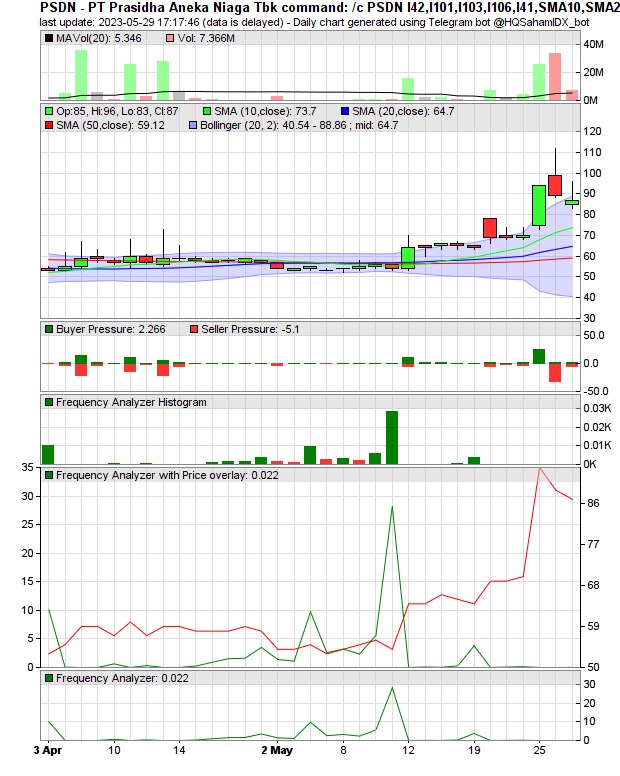 PSDN - PT Prasidha Aneka Niaga Tbk command: /c PSDN I42,I101,I103,I106,I41,SMA10,SMA2
last update: 2023-05-29 17:17:46 (data is delayed) - Daily chart generated using Telegram bot @HQSahamIDX_bot
MAVol(20): 5.346 Vol: 7.366M
40M
20M
0M
Op:85, Hi:96, Lo:83, Cl:87 SMA (10,close): 73.7 SMA (20,close): 64.7
SMA (50,close): 59.12 Bollinger (20, 2): 40.54 - 88.86 ; mid: 64.7
120
110
100
90
80
70
60
50
40
30
Buyer Pressure: 2.266 Seller Pressure: -5.1
50.0
0.0
-50.0
Frequency Analyzer Histogram
0.03K
0.02K
0.01K
0K
Frequency Analyzer with Price overlay: 0.022
35
30
25
20
15
10
5
0
86
77
68
59
50
Frequency Analyzer: 0.022
30
20
10
0
3 Apr 10 14 2 May 8 12 19 25